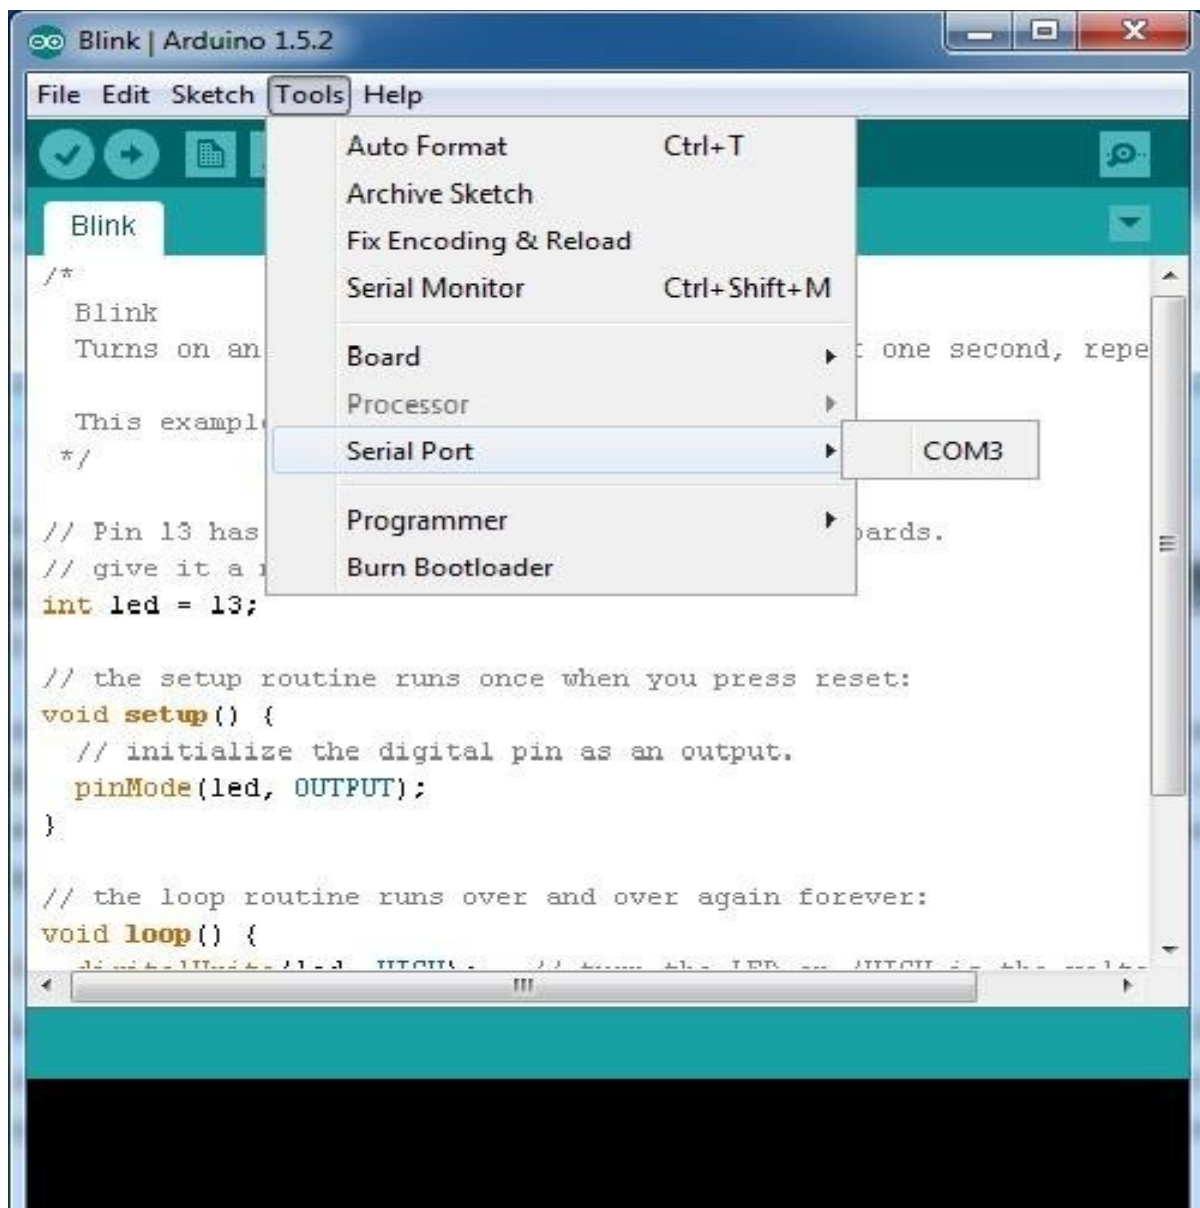 Blink | Arduino 1.5.2
File Edit Sketch Tools Help
Auto Format Ctrl+T
Archive Sketch
Fix Encoding & Reload
Serial Monitor Ctrl+Shift+M
Board
Processor
Serial Port
COM3
Programmer
Burn Bootloader
Blink
/*
Blink
Turns on an one second, repe
This exampl
*/
// Pin 13 has
// give it a
int led = 13;
// the setup routine runs once when you press reset:
void setup() {
// initialize the digital pin as an output.
pinMode(led, OUTPUT);
}
// the loop routine runs over and over again forever:
void loop() {